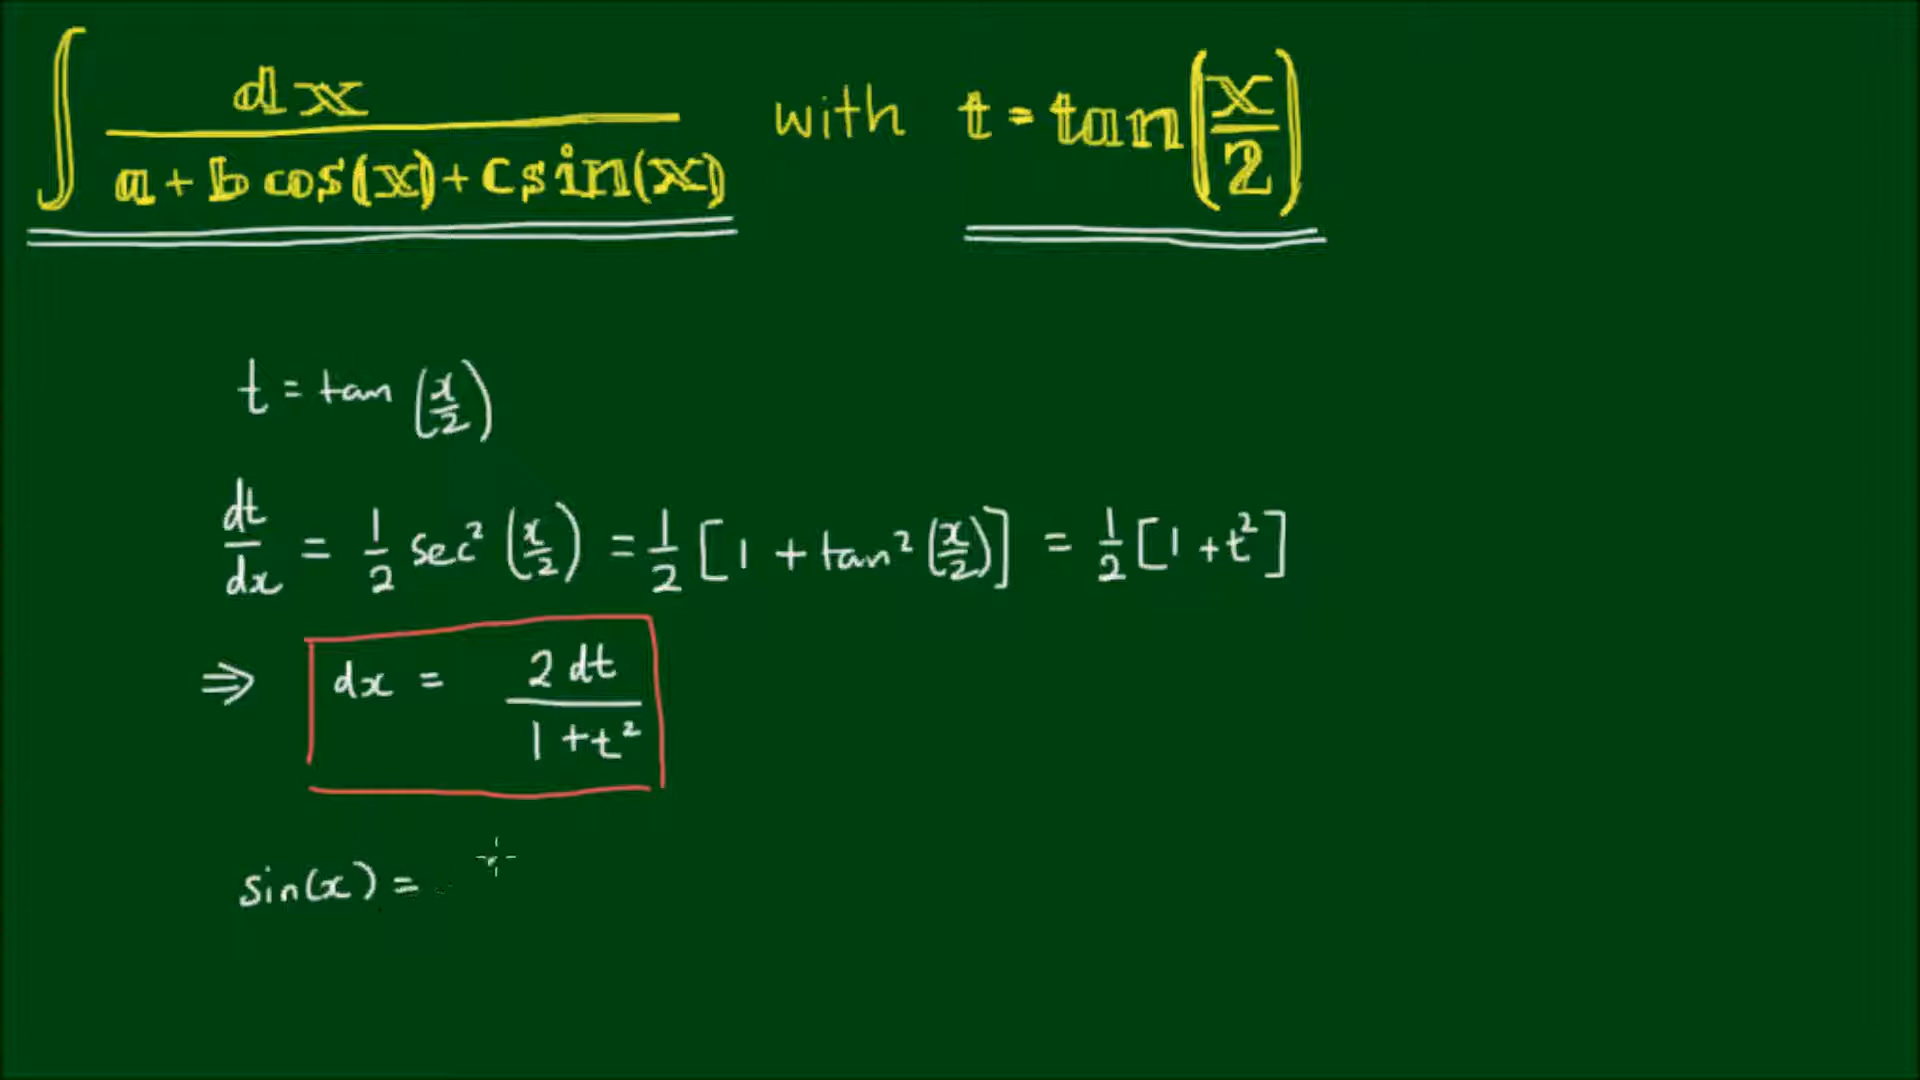 ∫ dx / (a + b cos(x) + c sin(x)) with t = tan(x/2)
t = tan (x/2)
dt/dx = 1/2 sec² (x/2) = 1/2 [1 + tan² (x/2)] = 1/2 [1 + t²]
⇒ dx = 2 dt / (1 + t²)
sin(x) =